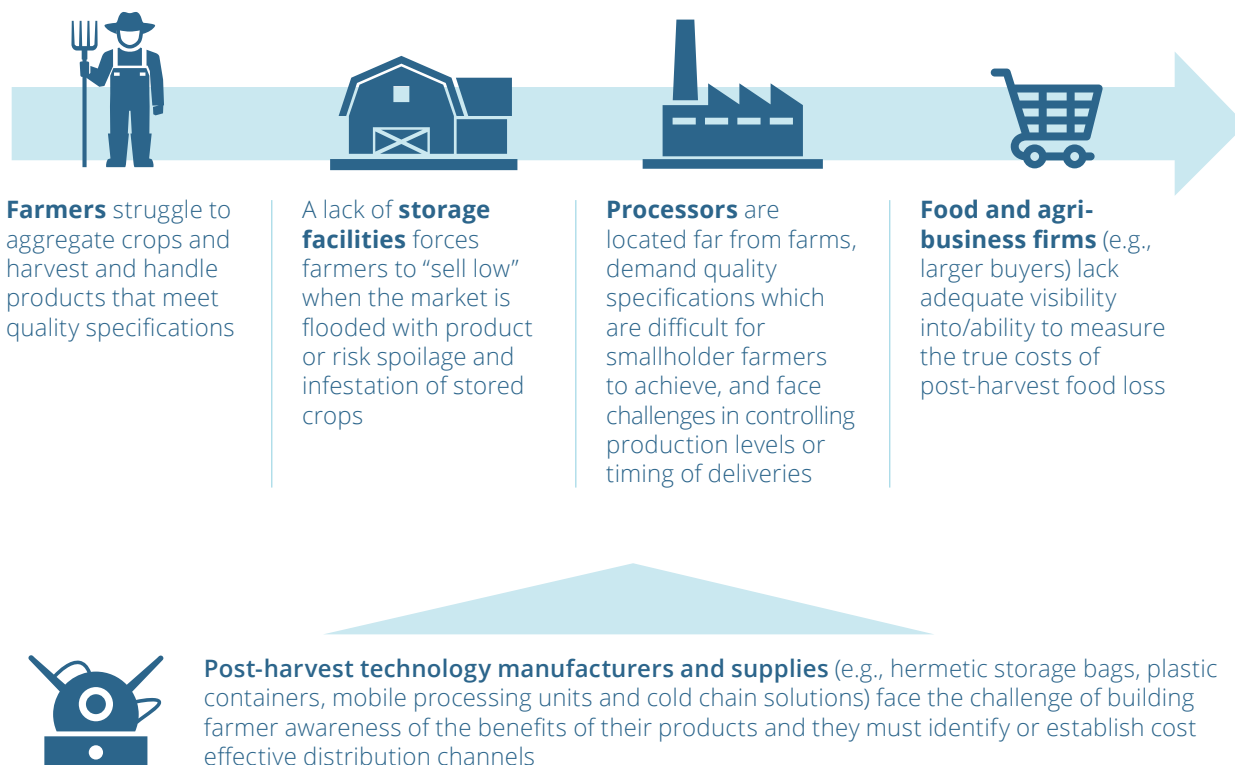 Farmers struggle to
aggregate crops and
harvest and handle
products that meet
quality specifications
A lack of storage
facilities forces
farmers to “sell low”
when the market is
flooded with product
or risk spoilage and
infestation of stored
crops
Processors are
located far from farms,
demand quality
specifications which
are difficult for
smallholder farmers
to achieve, and face
challenges in controlling
production levels or
timing of deliveries
Food and agri-
business firms (e.g.,
larger buyers) lack
adequate visibility
into/ability to measure
the true costs of
post-harvest food loss
Post-harvest technology manufacturers and supplies (e.g., hermetic storage bags, plastic
containers, mobile processing units and cold chain solutions) face the challenge of building
farmer awareness of the benefits of their products and they must identify or establish cost
effective distribution channels